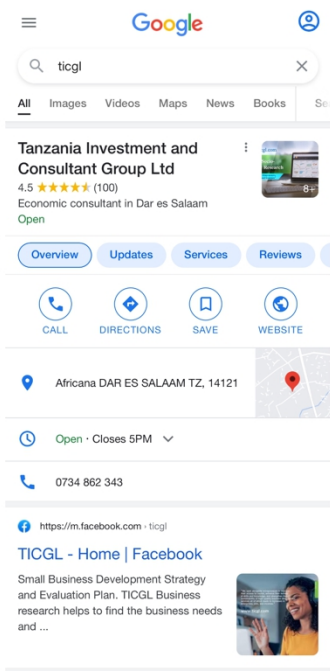 Google
ticgl
All Images Videos Maps News Books
Tanzania Investment and
Consultant Group Ltd
4.5 (100)
Economic consultant in Dar es Salaam
Open
8+
Overview Updates Services Reviews
CALL DIRECTIONS SAVE WEBSITE
Africana DAR ES SALAAM TZ, 14121
Open · Closes 5PM
0734 862 343
https://m.facebook.com › ticgl
TICGL - Home | Facebook
Small Business Development Strategy
and Evaluation Plan. TICGL Business
research helps to find the business needs
and ...